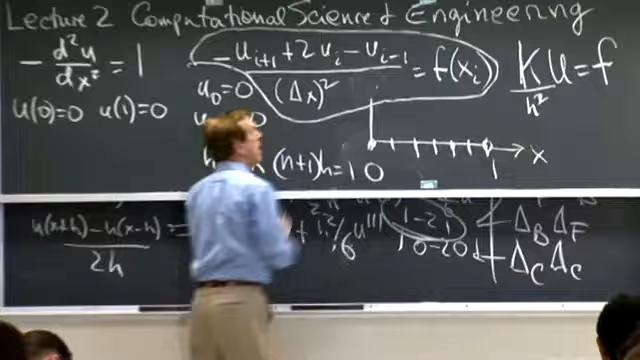 Lecture 2 Computational Science & Engineering
- d²u/dx² = 1
u(0)=0 u(1)=0
(-u_{i+1} + 2u_i - u_{i-1})/(Δx)² = f(x_i)
u_0=0
(n+1)h=1
K/h² U = f
0 1 x
(u(x+h) - u(x-h))/2h =
/6 u'''
1 -2 1
1 0 -2 0 1
Δ_B Δ_F
Δ_C Δ_C